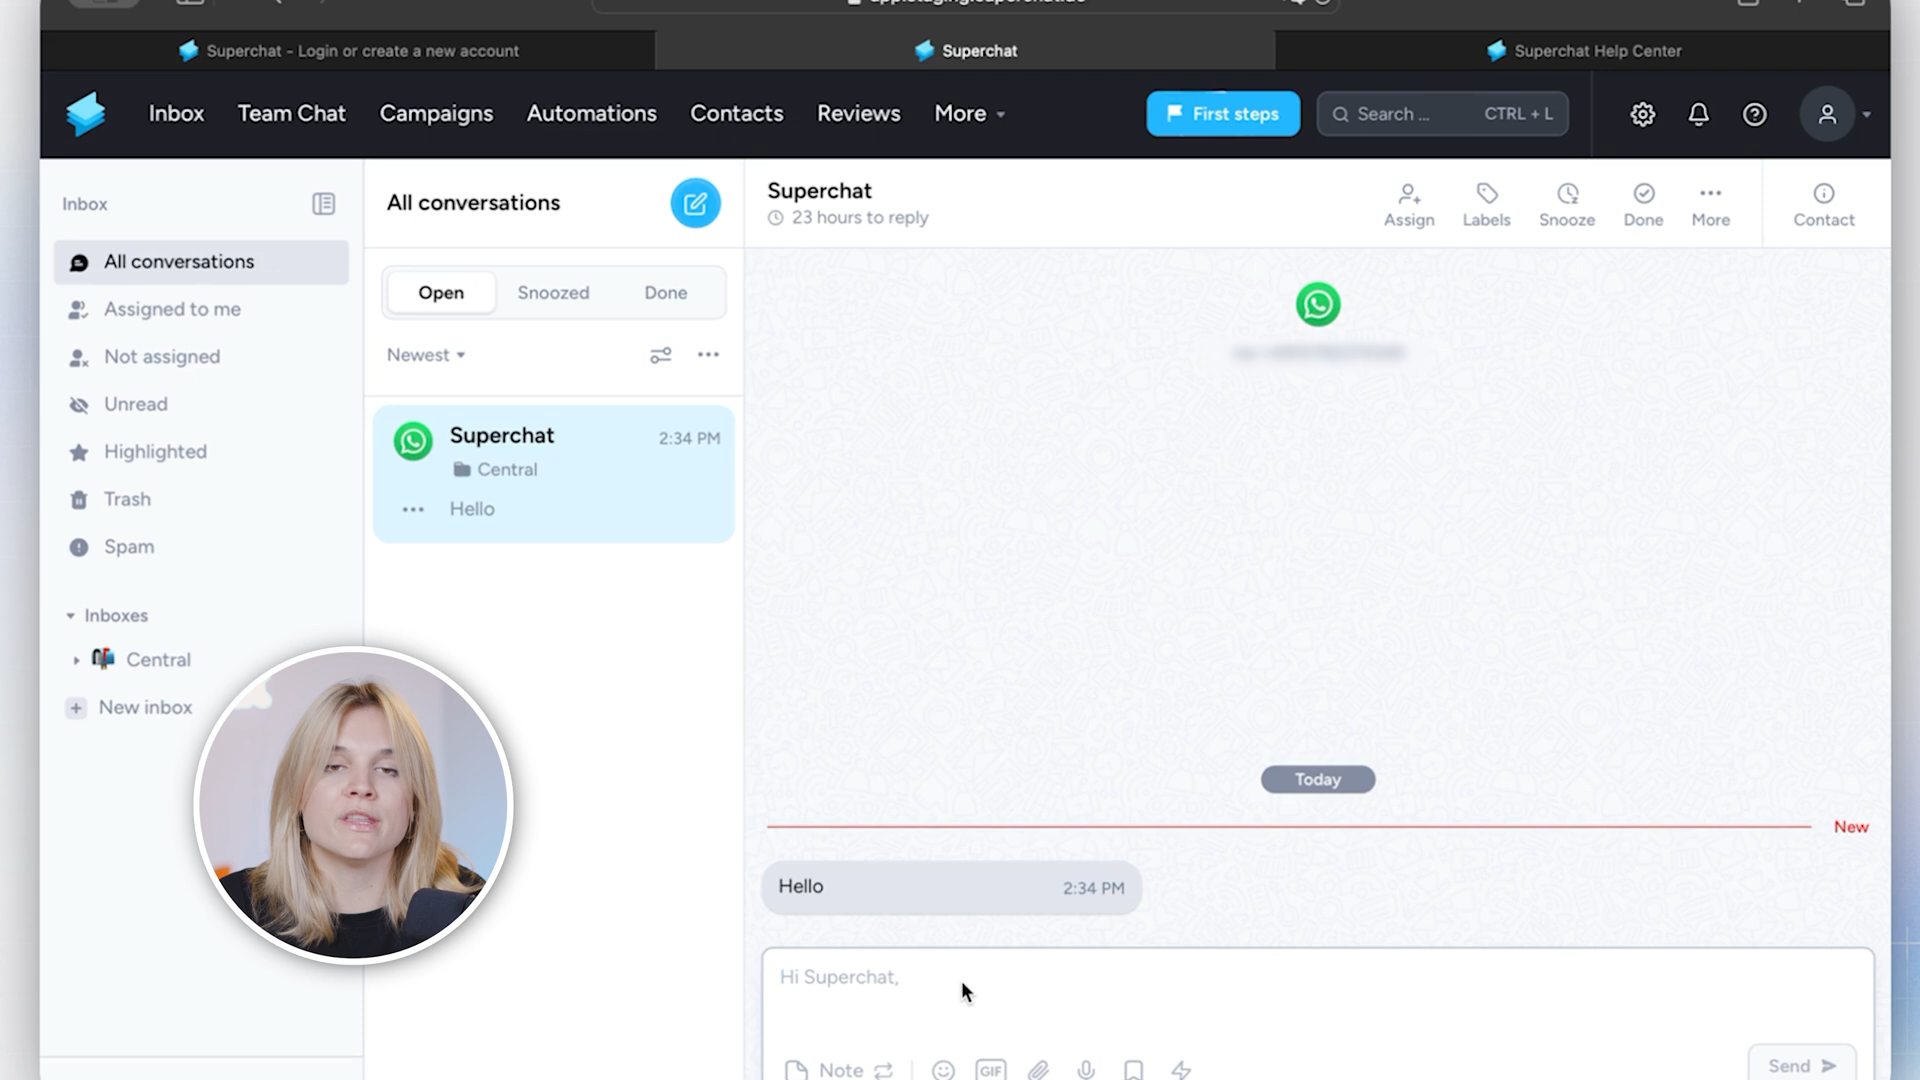 Superchat - Login or create a new account
Superchat
Superchat Help Center
Inbox
Team Chat
Campaigns
Automations
Contacts
Reviews
More
First steps
Search ...
CTRL + L
Inbox
All conversations
Assigned to me
Not assigned
Unread
Highlighted
Trash
Spam
Inboxes
Central
New inbox
All conversations
Open
Snoozed
Done
Newest
Superchat
2:34 PM
Central
Hello
Superchat
23 hours to reply
Assign
Labels
Snooze
Done
More
Contact
Today
New
Hello
2:34 PM
Hi Superchat,
Note
GIF
Send